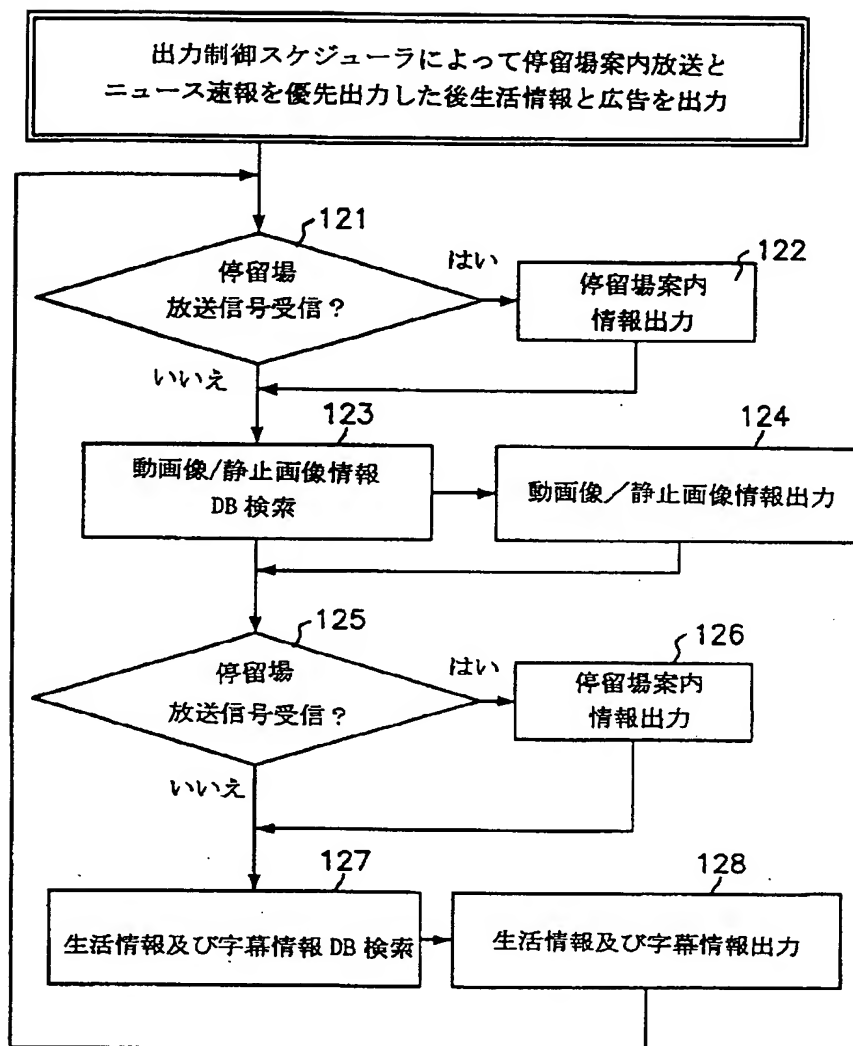 出力制御スケジューラによって停留場案内放送と
ニュース速報を優先出力した後生活情報と広告を出力
121
停留場
放送信号受信？
はい
122
停留場案内
情報出力
いいえ
123
動画像/静止画像情報
DB 検索
124
動画像／静止画像情報出力
125
停留場
放送信号受信？
はい
126
停留場案内
情報出力
いいえ
127
生活情報及び字幕情報 DB 検索
128
生活情報及び字幕情報出力